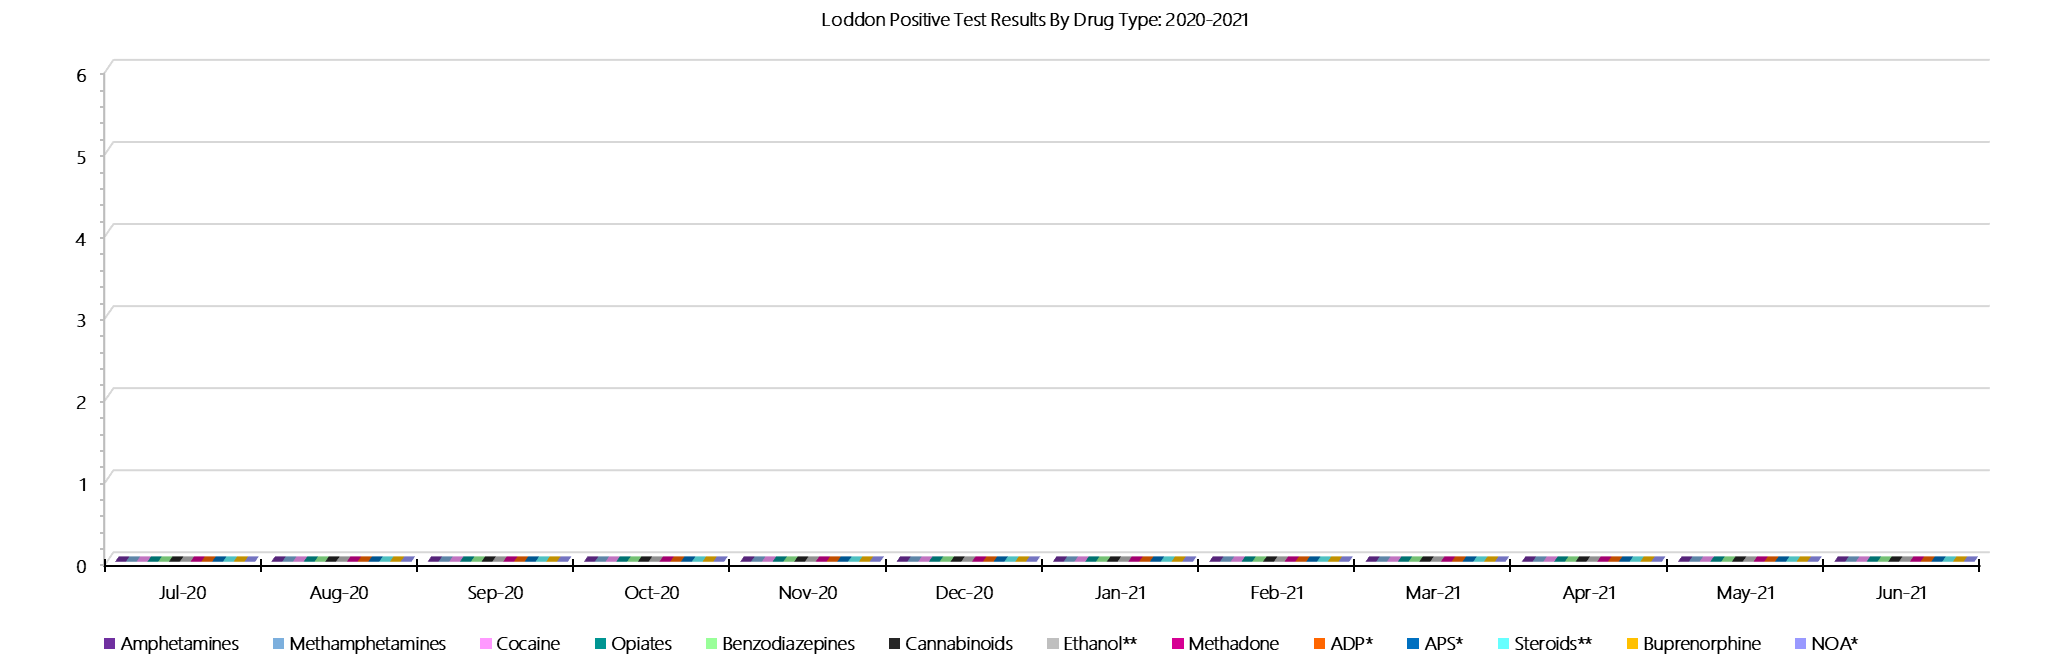 Loddon Positive Test Results By Drug Type: 2020-2021
6
5
4
3
2
1
0
Jul-20 Aug-20 Sep-20 Oct-20 Nov-20 Dec-20 Jan-21 Feb-21 Mar-21 Apr-21 May-21 Jun-21
Amphetamines Methamphetamines Cocaine Opiates Benzodiazepines Cannabinoids Ethanol** Methadone ADP* APS* Steroids** Buprenorphine NOA*